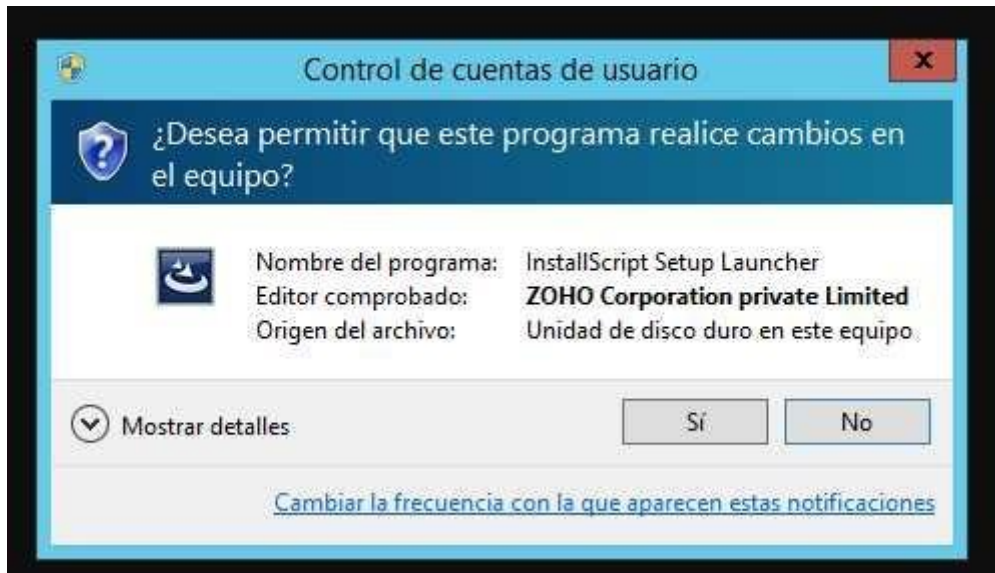 Control de cuentas de usuario
x
¿Desea permitir que este programa realice cambios en
el equipo?
Nombre del programa: InstallScript Setup Launcher
Editor comprobado: ZOHO Corporation private Limited
Origen del archivo: Unidad de disco duro en este equipo
Mostrar detalles
Sí
No
Cambiar la frecuencia con la que aparecen estas notificaciones